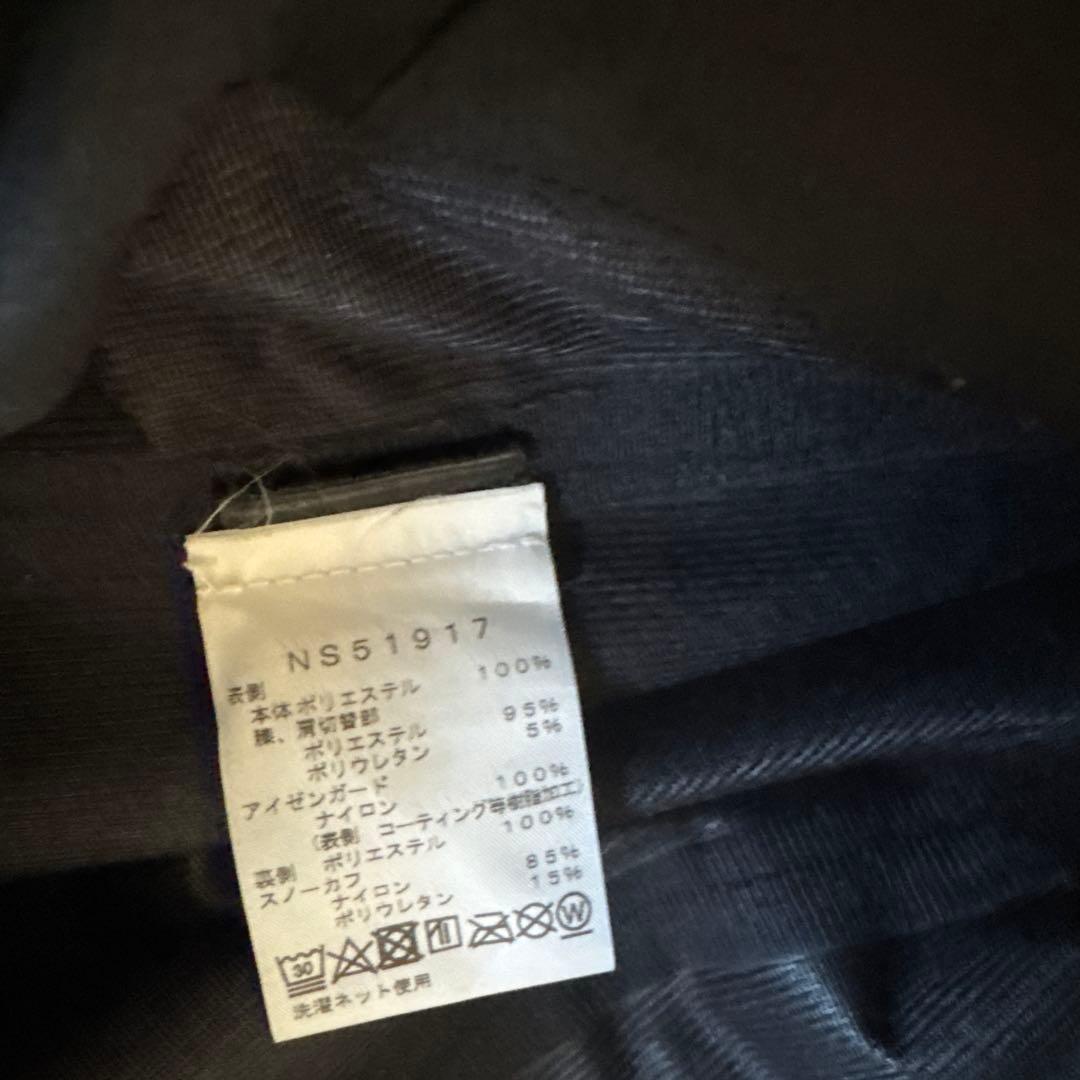 NS51917
表側
本体 ポリエステル 100%
腰、肩切替部
ポリエステル 95%
ポリウレタン 5%
アイゼンガード
ナイロン 100%
(表側 コーティング等樹脂加工)
裏側 ポリエステル 100%
スノーカフ
ナイロン 85%
ポリウレタン 15%
30 W
洗濯ネット使用